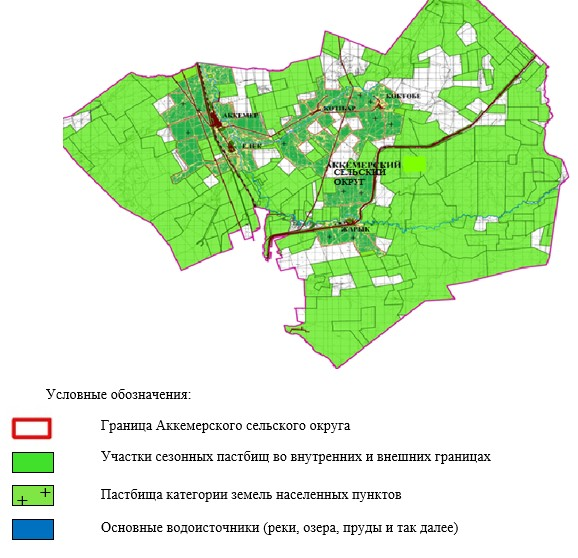 АККЕМЕР
ЕЛЕК
КОТИБАР
КОКТОБЕ
АККЕМЕРСКИЙ
СЕЛЬСКИЙ
ОКРУГ
ЖАРЫК
Условные обозначения:
Граница Аккемерского сельского округа
Участки сезонных пастбищ во внутренних и внешних границах
Пастбища категории земель населенных пунктов
Основные водоисточники (реки, озера, пруды и так далее)